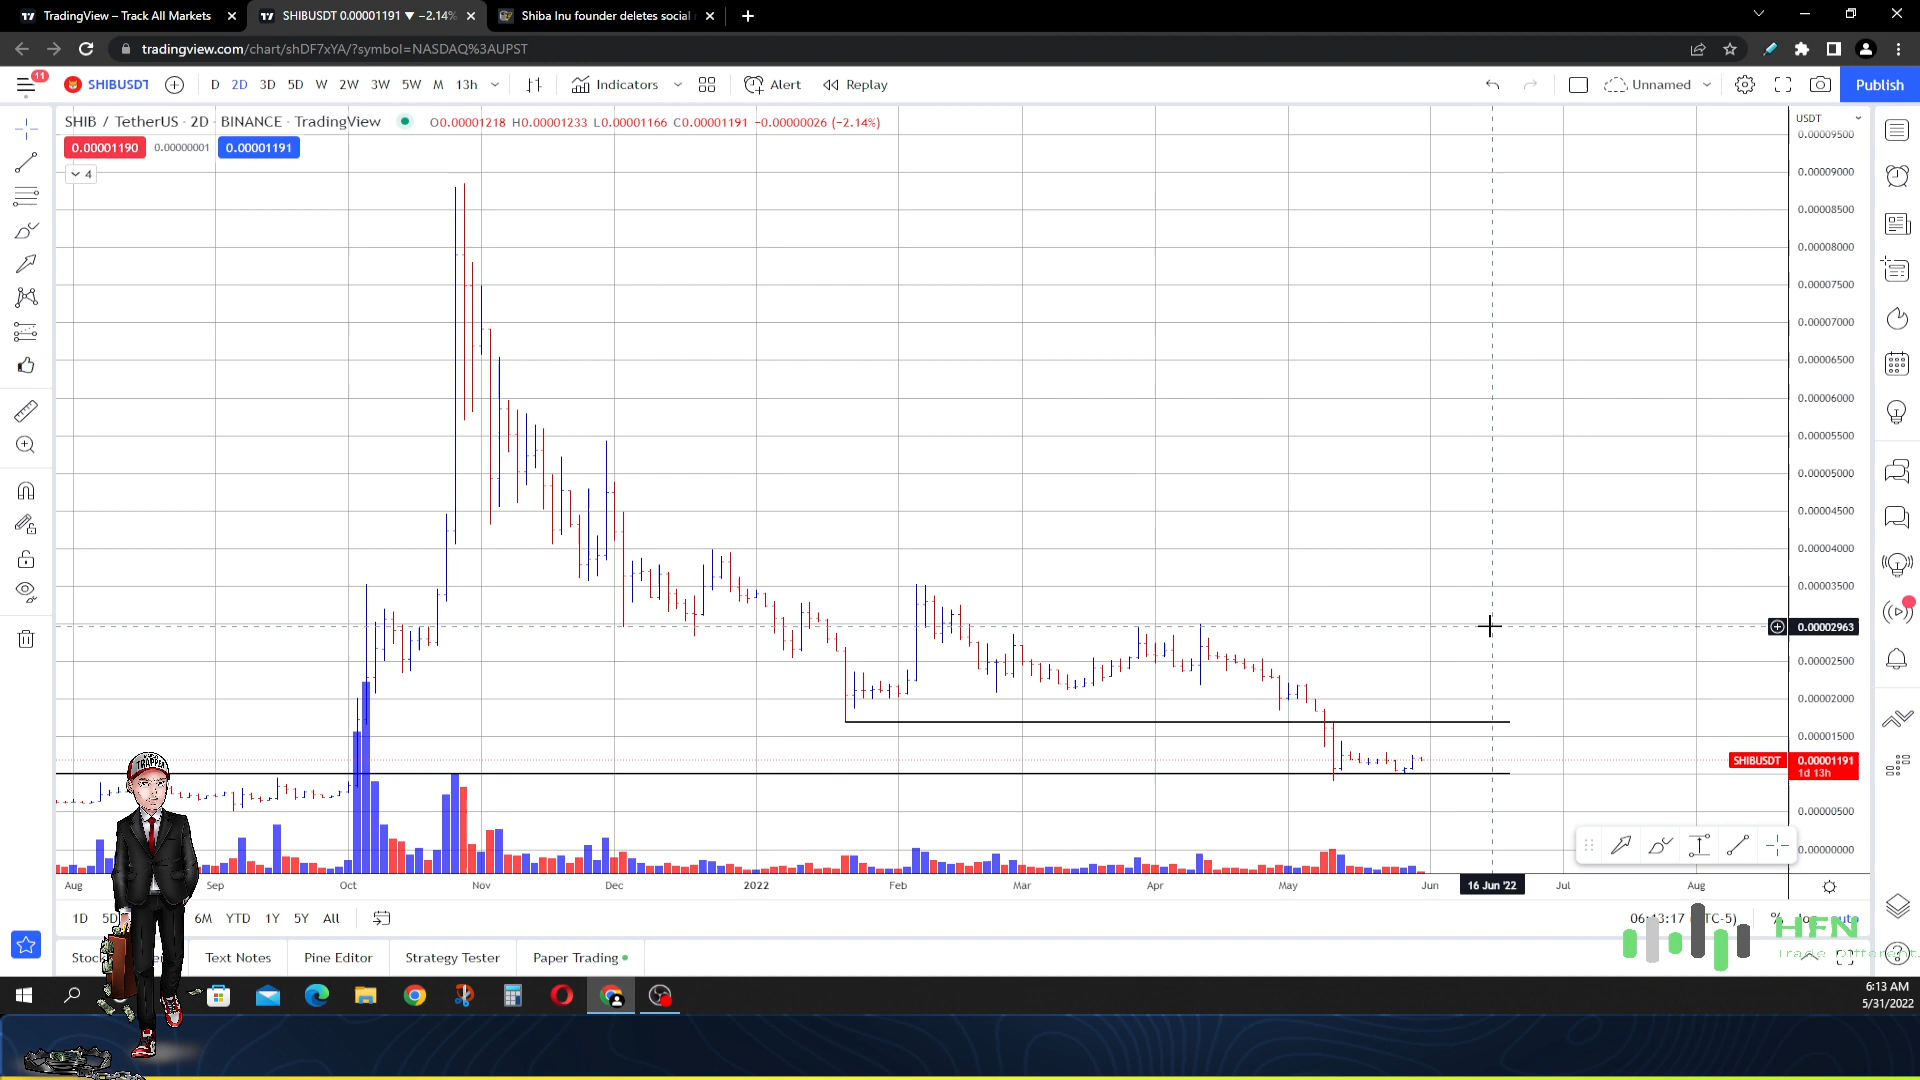 TradingView – Track All Markets
SHIBUSDT 0.00001191 ▼ −2.14%
Shiba Inu founder deletes social
tradingview.com/chart/shDF7xYA/?symbol=NASDAQ%3AUPST
11
SHIBUSDT
D 2D 3D 5D W 2W 3W 5W M 13h
Indicators
Alert
Replay
Unnamed
Publish
SHIB / TetherUS · 2D · BINANCE · TradingView
O0.00001218 H0.00001233 L0.00001166 C0.00001191 −0.00000026 (−2.14%)
0.00001190 0.00000001 0.00001191
4
USDT
0.00009500
0.00009000
0.00008500
0.00008000
0.00007500
0.00007000
0.00006500
0.00006000
0.00005500
0.00005000
0.00004500
0.00004000
0.00003500
0.00002963
0.00002500
0.00002000
0.00001500
SHIBUSDT 0.00001191
1d 13h
0.00000500
0.00000000
TRAPPER
Aug Sep Oct Nov Dec 2022 Feb Mar Apr May Jun 16 Jun '22 Jul Aug
1D 5D 6M YTD 1Y 5Y All
%
auto
HFN
Trade Different.
Text Notes
Pine Editor
Strategy Tester
Paper Trading
6:13 AM
5/31/2022